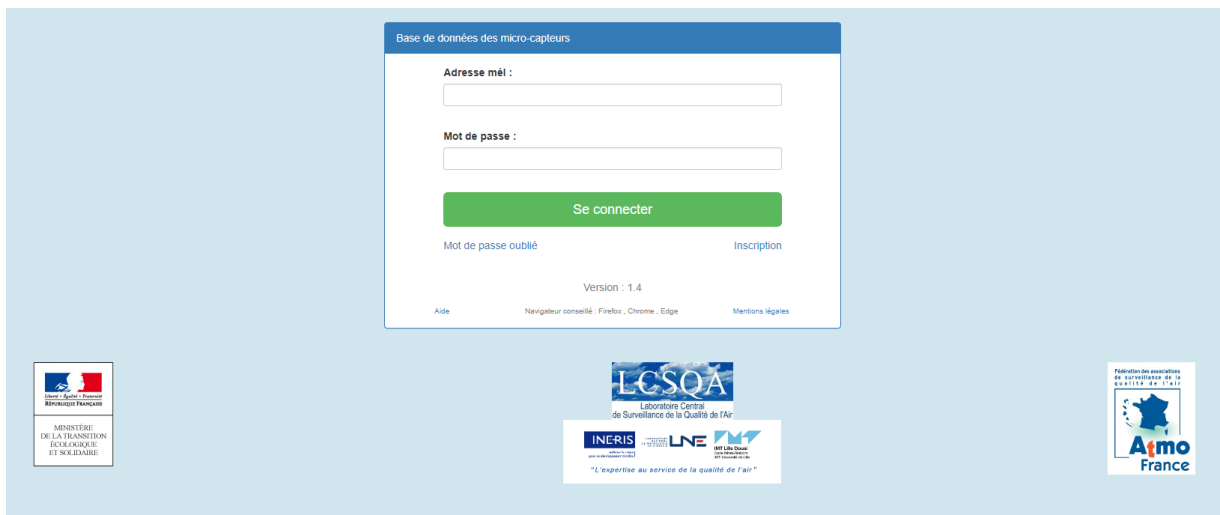 Base de données des micro-capteurs
Adresse mél :
Mot de passe :
Se connecter
Mot de passe oublié
Inscription
Version : 1.4
Aide
Navigateur conseillé : Firefox , Chrome , Edge
Mentions légales
Liberté • Égalité • Fraternité
RÉPUBLIQUE FRANÇAISE
MINISTÈRE
DE LA TRANSITION
ÉCOLOGIQUE
ET SOLIDAIRE
LCSQA
Laboratoire Central
de Surveillance de la Qualité de l'Air
INERIS
LNE
IMT Lille Douai
"L'expertise au service de la qualité de l'air"
Fédération des associations
de surveillance de la
qualité de l'air
Atmo
France